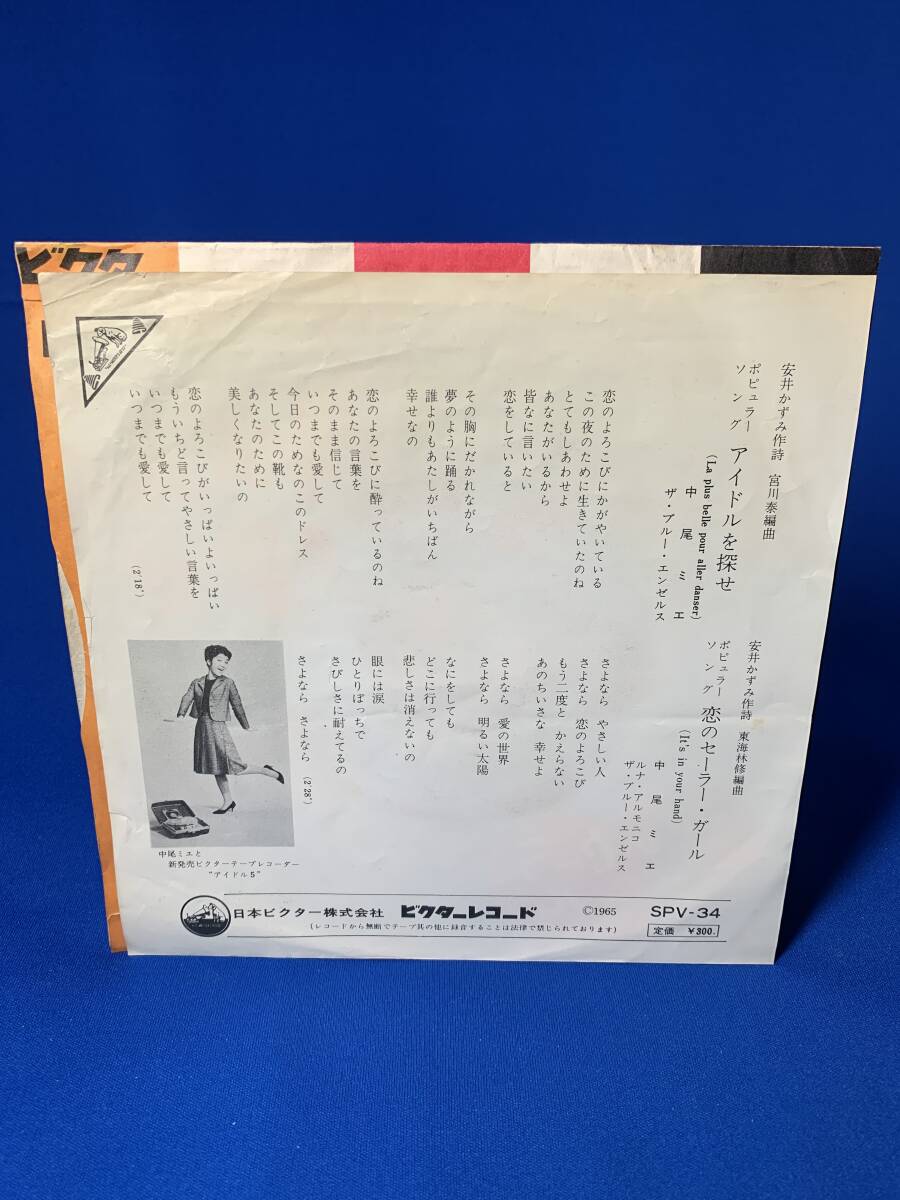 ビクタ
安井かずみ作詩　宮川泰編曲
ポピュラー
ソング
アイドルを探せ
(La plus belle pour aller danser)
中尾ミエ
ザ・ブルー・エンゼルス
恋のよろこびにかがやいている
この夜のために生きていたのね
とてもしあわせよ
あなたがいるから
皆なに言いたい
恋をしていると
その胸にだかれながら
夢のように踊る
誰よりもあたしがいちばん
幸せなの
恋のよろこびに酔っているのね
あなたの言葉を
そのまま信じて
いつまでも愛して
今日のためなのこのドレス
そしてこの靴も
あなたのために
美しくなりたいの
恋のよろこびがいっぱいよいっぱい
もういちど言ってやさしい言葉を
いつまでも愛して
いつまでも愛して
(2'18")
安井かずみ作詩　東海林修編曲
ポピュラー
ソング
恋のセーラー・ガール
(It's in your hand)
中尾ミエ
ルナ・アルモニコ
ザ・ブルー・エンゼルス
さよなら　やさしい人
さよなら　恋のよろこび
もう二度と　かえらない
あのちいさな　幸せよ
さよなら　愛の世界
さよなら　明るい太陽
なにをしても
どこに行っても
悲しさは消えないの
眼には涙
ひとりぼっちで
さびしさに耐えてるの
さよなら　さよなら
(2'28")
中尾ミエと
新発売ビクターテープレコーダー
"アイドル5"
日本ビクター株式会社　ビクターレコード　©1965　SPV-34
(レコードから無断でテープ其の他に録音することは法律で禁じられております)
定価　¥300.